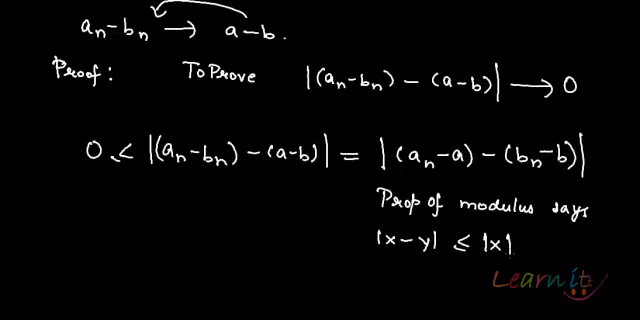 aₙ-bₙ → a-b.
Proof: To Prove |(aₙ-bₙ) - (a-b)| → 0
0 ≤ |(aₙ-bₙ) - (a-b)| = |(aₙ-a) - (bₙ-b)|
Prop of modulus says
|x-y| ≤ |x|
Learnit